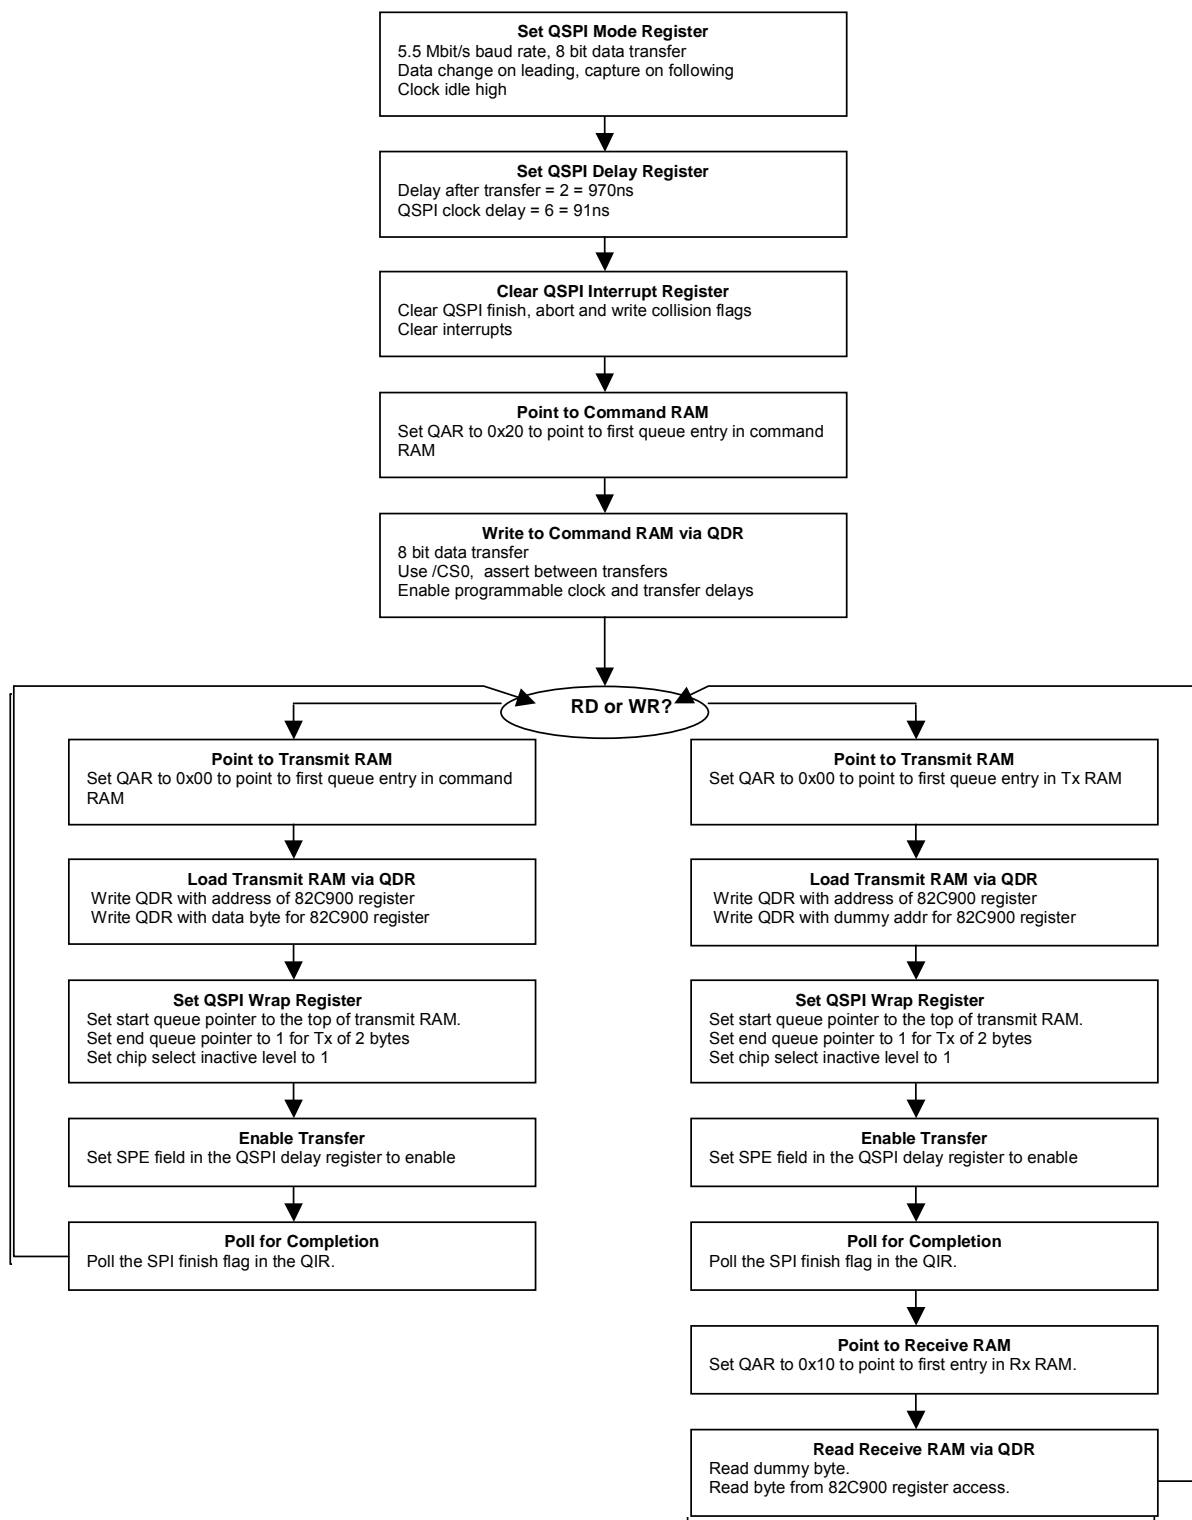 Set QSPI Mode Register
5.5 Mbit/s baud rate, 8 bit data transfer
Data change on leading, capture on following
Clock idle high
Set QSPI Delay Register
Delay after transfer = 2 = 970ns
QSPI clock delay = 6 = 91ns
Clear QSPI Interrupt Register
Clear QSPI finish, abort and write collision flags
Clear interrupts
Point to Command RAM
Set QAR to 0x20 to point to first queue entry in command
RAM
Write to Command RAM via QDR
8 bit data transfer
Use /CS0,  assert between transfers
Enable programmable clock and transfer delays
RD or WR?
Point to Transmit RAM
Set QAR to 0x00 to point to first queue entry in command
RAM
Load Transmit RAM via QDR
Write QDR with address of 82C900 register
Write QDR with data byte for 82C900 register
Set QSPI Wrap Register
Set start queue pointer to the top of transmit RAM.
Set end queue pointer to 1 for Tx of 2 bytes
Set chip select inactive level to 1
Enable Transfer
Set SPE field in the QSPI delay register to enable
Poll for Completion
Poll the SPI finish flag in the QIR.
Point to Transmit RAM
Set QAR to 0x00 to point to first queue entry in Tx RAM
Load Transmit RAM via QDR
Write QDR with address of 82C900 register
Write QDR with dummy addr for 82C900 register
Set QSPI Wrap Register
Set start queue pointer to the top of transmit RAM.
Set end queue pointer to 1 for Tx of 2 bytes
Set chip select inactive level to 1
Enable Transfer
Set SPE field in the QSPI delay register to enable
Poll for Completion
Poll the SPI finish flag in the QIR.
Point to Receive RAM
Set QAR to 0x10 to point to first entry in Rx RAM.
Read Receive RAM via QDR
Read dummy byte.
Read byte from 82C900 register access.